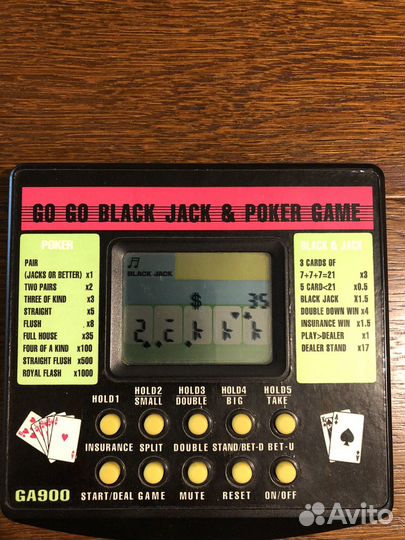 GO GO BLACK JACK & POKER GAME
POKER
PAIR
(JACKS OR BETTER) x1
TWO PAIRS x2
THREE OF KIND x3
STRAIGHT x5
FLUSH x8
FULL HOUSE x35
FOUR OF A KIND x100
STRAIGHT FLUSH x500
ROYAL FLASH x1000
BLACK JACK
$ 35
BLACK & JACK
3 CARDS OF
7+7+7=21 x3
5 CARD<21 x0.5
BLACK JACK X1.5
DOUBLE DOWN WIN x4
INSURANCE WIN x1.5
PLAY>DEALER x1
DEALER STAND x17
HOLD1
HOLD2 SMALL
HOLD3 DOUBLE
HOLD4 BIG
HOLD5 TAKE
INSURANCE SPLIT DOUBLE STAND/BET-D BET-U
START/DEAL GAME MUTE RESET ON/OFF
GA900
Avito